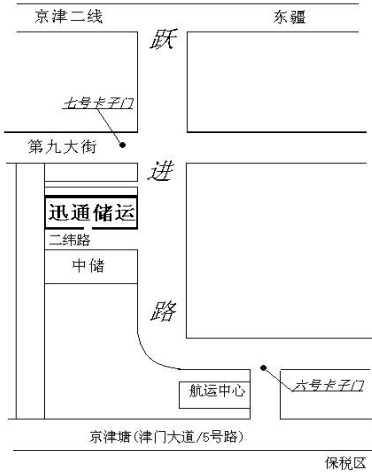 京津二线
东疆
跃
七号卡子门
第九大街
进
迅通储运
二纬路
中储
路
航运中心
六号卡子门
京津塘(津门大道/5号路)
保税区